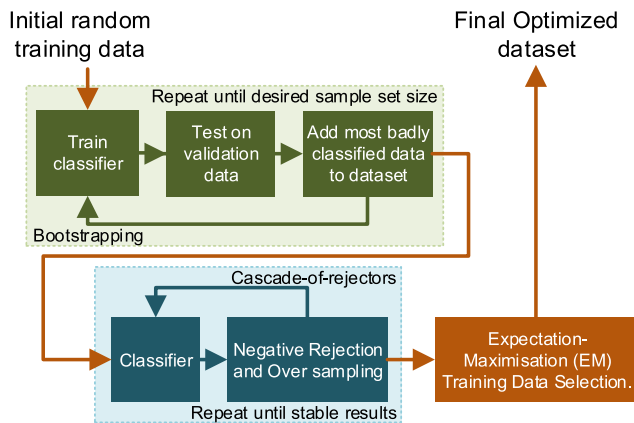 Initial random
training data
Final Optimized
dataset
Repeat until desired sample set size
Train
classifier
Test on
validation
data
Add most badly
classified data
to dataset
Bootstrapping
Cascade-of-rejectors
Classifier
Negative Rejection
and Over sampling
Repeat until stable results
Expectation-
Maximisation (EM)
Training Data Selection.